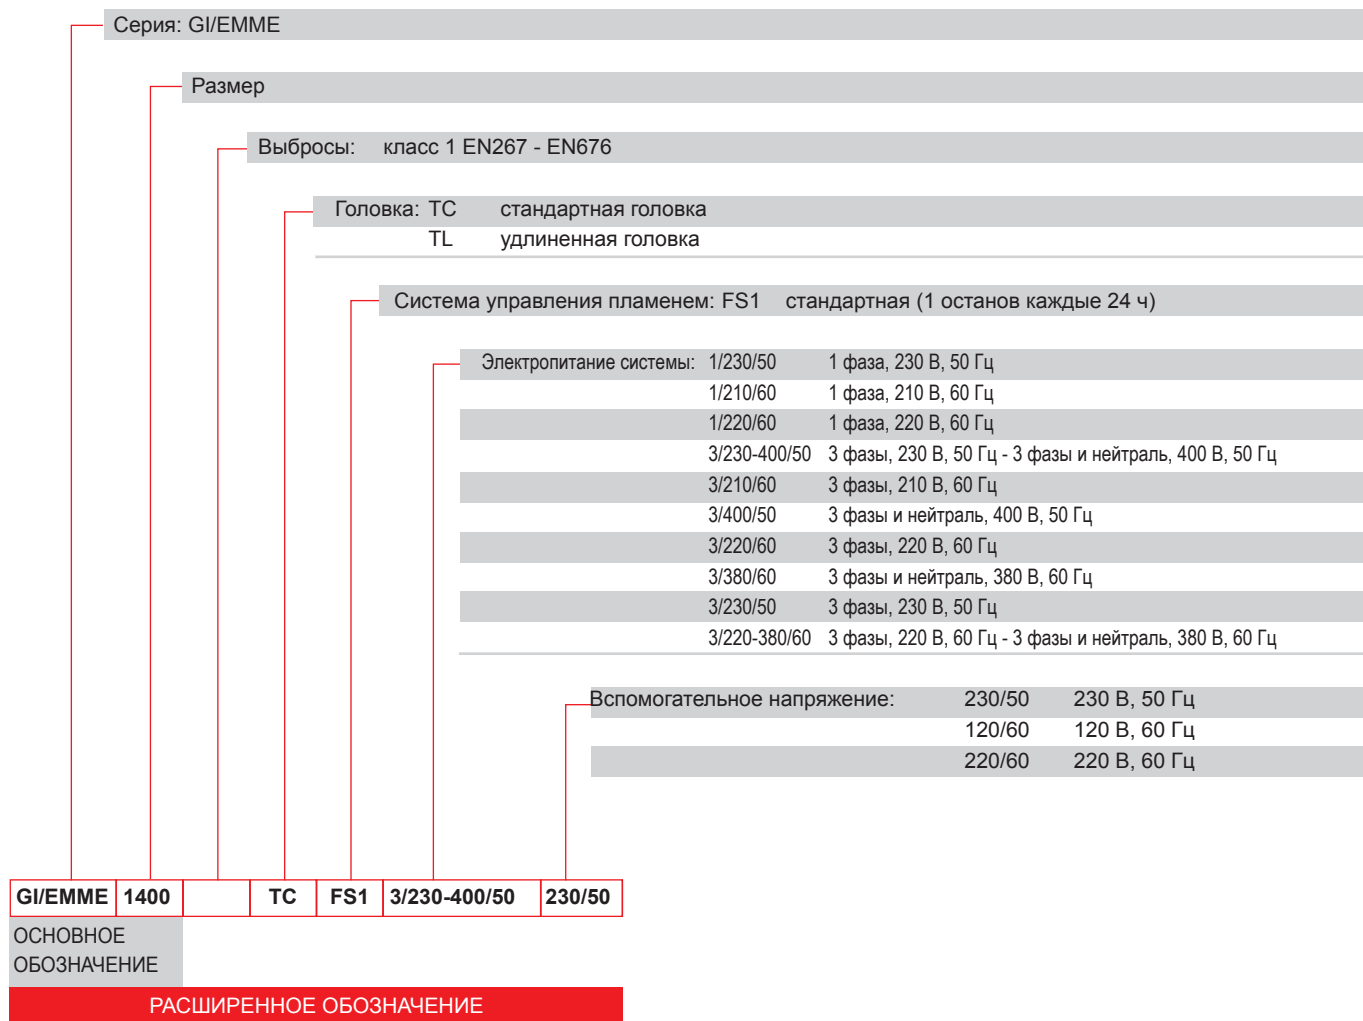 Серия: GI/EMME
Размер
Выбросы: класс 1 EN267 - EN676
Головка: TC стандартная головка
TL удлиненная головка
Система управления пламенем: FS1 стандартная (1 останов каждые 24 ч)
Электропитание системы: 1/230/50 1 фаза, 230 В, 50 Гц
1/210/60 1 фаза, 210 В, 60 Гц
1/220/60 1 фаза, 220 В, 60 Гц
3/230-400/50 3 фазы, 230 В, 50 Гц - 3 фазы и нейтраль, 400 В, 50 Гц
3/210/60 3 фазы, 210 В, 60 Гц
3/400/50 3 фазы и нейтраль, 400 В, 50 Гц
3/220/60 3 фазы, 220 В, 60 Гц
3/380/60 3 фазы и нейтраль, 380 В, 60 Гц
3/230/50 3 фазы, 230 В, 50 Гц
3/220-380/60 3 фазы, 220 В, 60 Гц - 3 фазы и нейтраль, 380 В, 60 Гц
Вспомогательное напряжение: 230/50 230 В, 50 Гц
120/60 120 В, 60 Гц
220/60 220 В, 60 Гц
GI/EMME 1400 TC FS1 3/230-400/50 230/50
ОСНОВНОЕ
ОБОЗНАЧЕНИЕ
РАСШИРЕННОЕ ОБОЗНАЧЕНИЕ